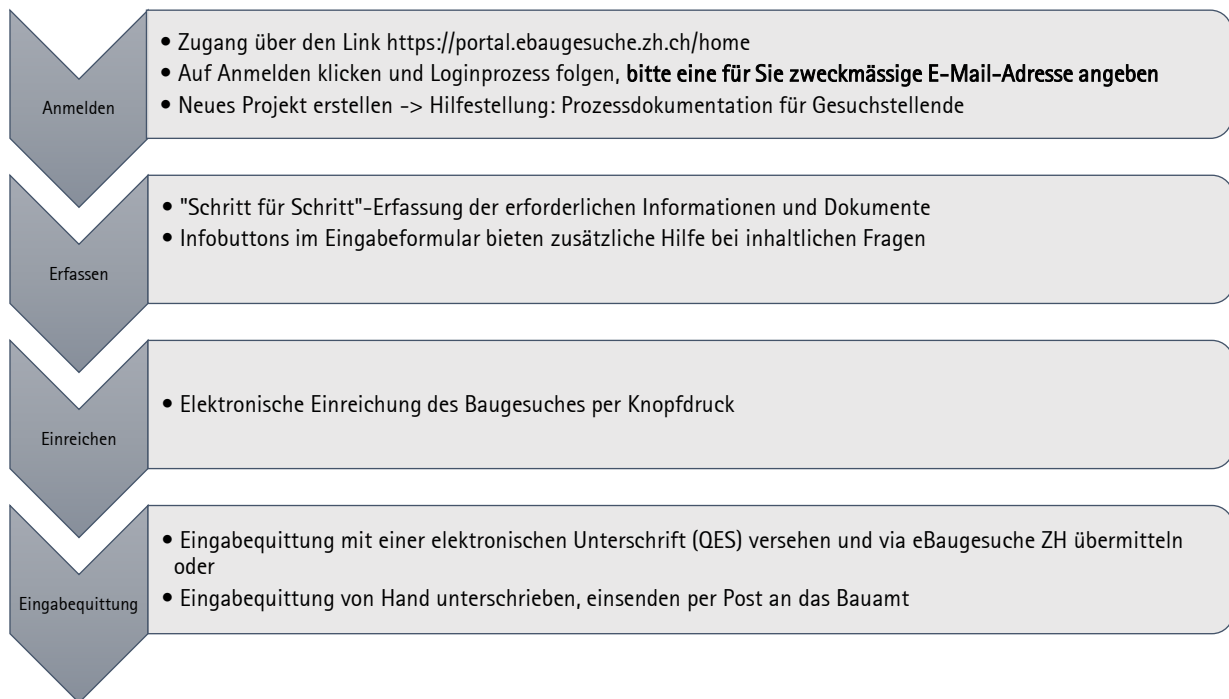 Anmelden
• Zugang über den Link https://portal.ebaugesuche.zh.ch/home
• Auf Anmelden klicken und Loginprozess folgen, bitte eine für Sie zweckmässige E-Mail-Adresse angeben
• Neues Projekt erstellen -> Hilfestellung: Prozessdokumentation für Gesuchstellende
Erfassen
• "Schritt für Schritt"-Erfassung der erforderlichen Informationen und Dokumente
• Infobuttons im Eingabeformular bieten zusätzliche Hilfe bei inhaltlichen Fragen
Einreichen
• Elektronische Einreichung des Baugesuches per Knopfdruck
Eingabequittung
• Eingabequittung mit einer elektronischen Unterschrift (QES) versehen und via eBaugesuche ZH übermitteln
oder
• Eingabequittung von Hand unterschrieben, einsenden per Post an das Bauamt